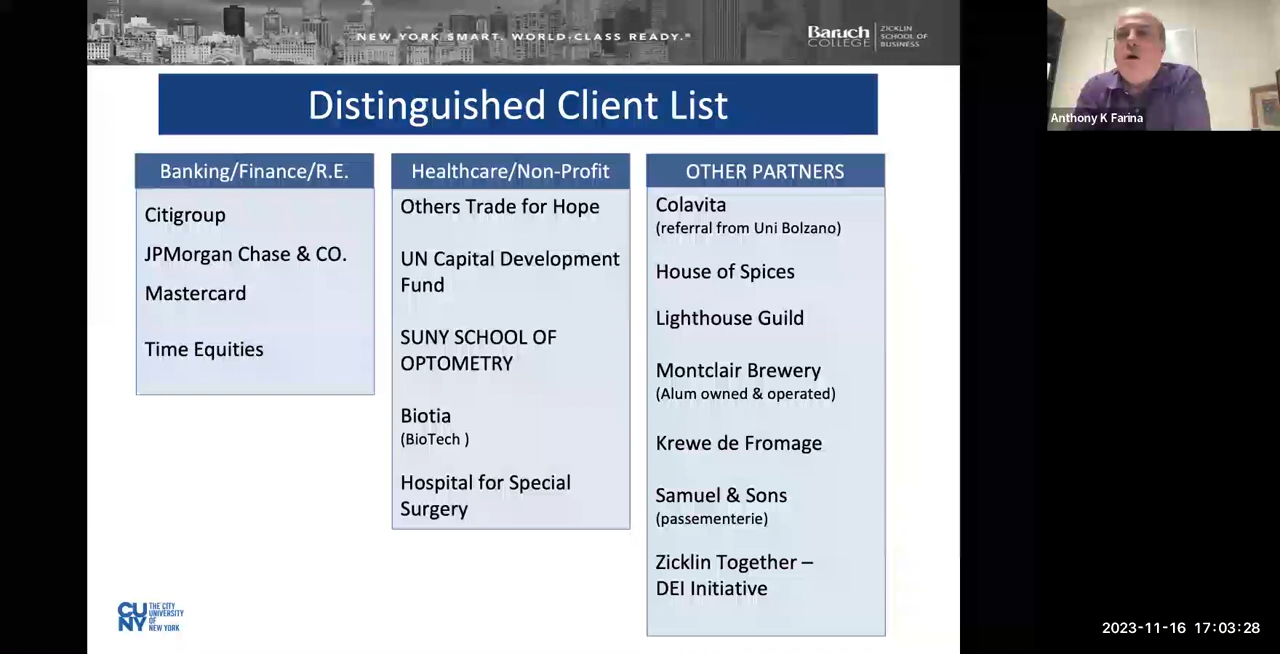 NEW YORK SMART. WORLD-CLASS READY.℠
Baruch
COLLEGE
ZICKLIN
SCHOOL OF
BUSINESS
Anthony K Farina
Distinguished Client List
Banking/Finance/R.E.
Citigroup
JPMorgan Chase & CO.
Mastercard
Time Equities
Healthcare/Non-Profit
Others Trade for Hope
UN Capital Development
Fund
SUNY SCHOOL OF
OPTOMETRY
Biotia
(BioTech )
Hospital for Special
Surgery
OTHER PARTNERS
Colavita
(referral from Uni Bolzano)
House of Spices
Lighthouse Guild
Montclair Brewery
(Alum owned & operated)
Krewe de Fromage
Samuel & Sons
(passementerie)
Zicklin Together –
DEI Initiative
CU
NY
THE CITY
UNIVERSITY
OF
NEW YORK
2023-11-16 17:03:28